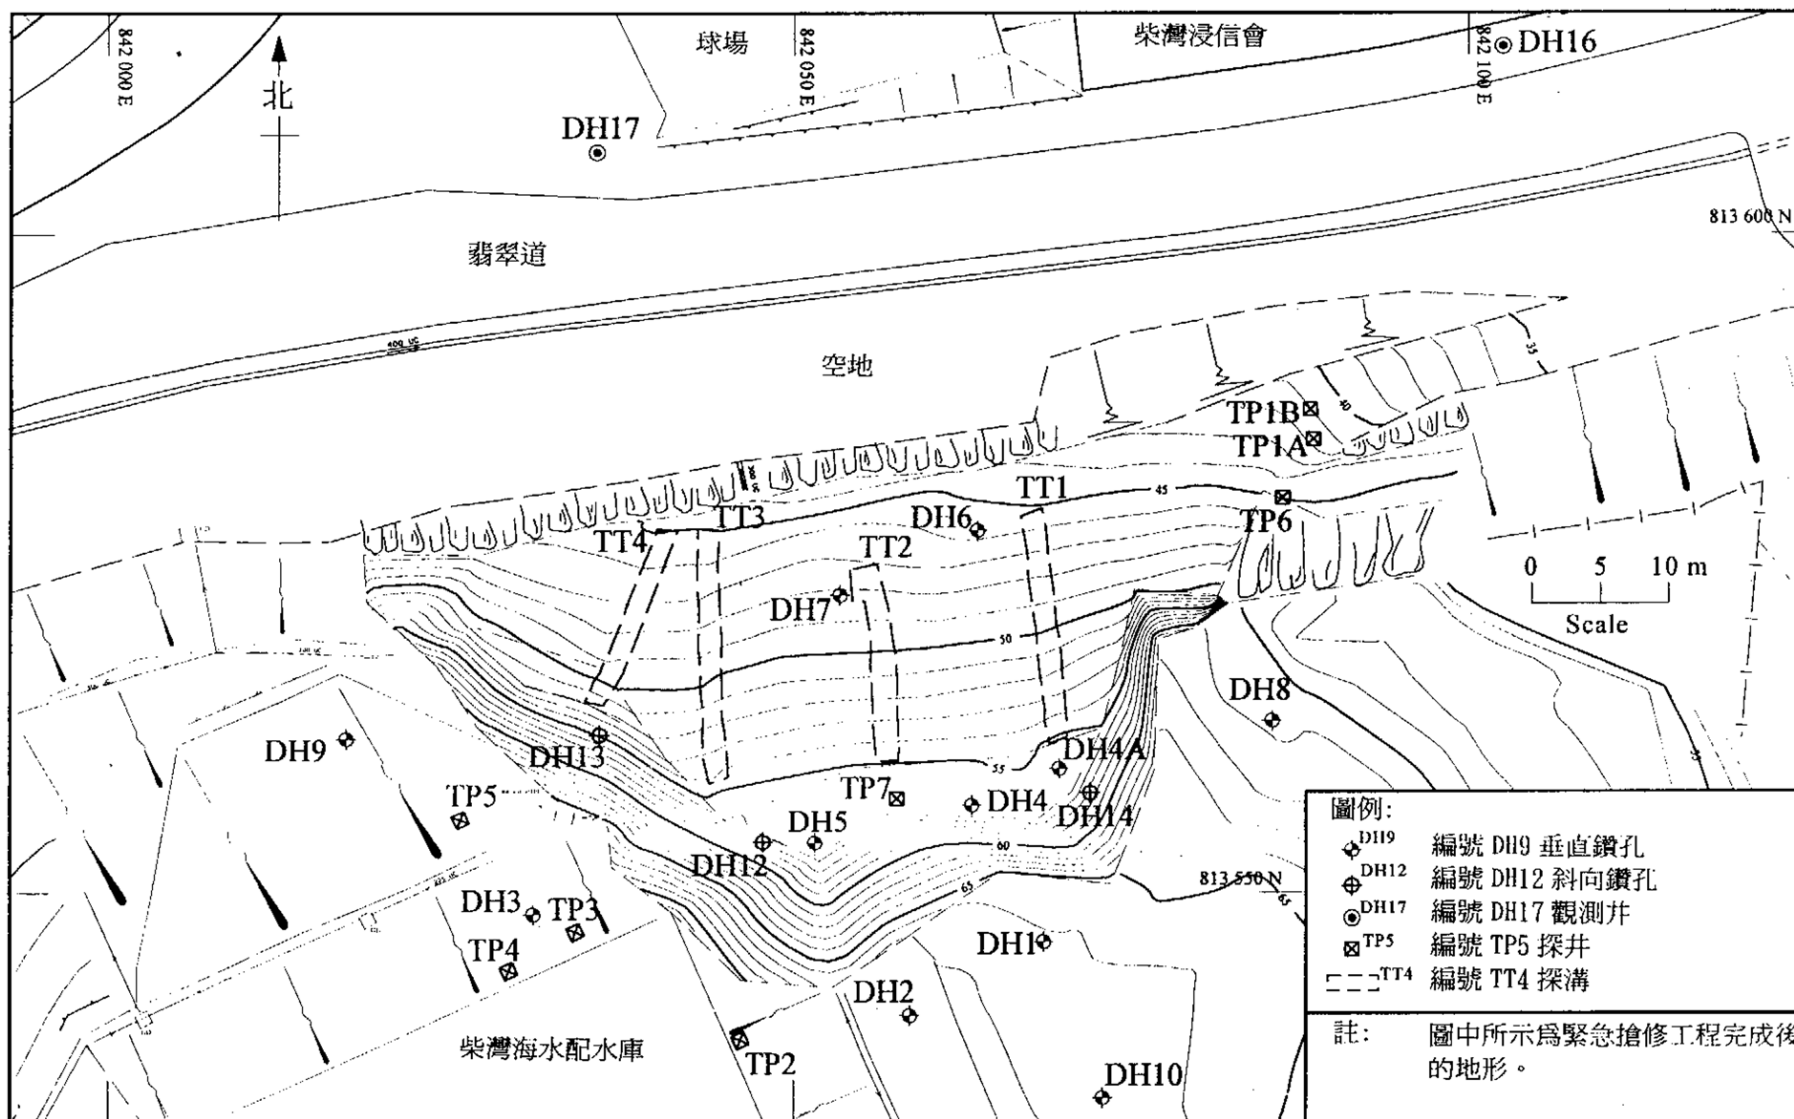 842 000 E
球場
842 050 E
柴灣浸信會
842 100 E
DH16
北
DH17
813 600 N
翡翠道
400 UC
空地
35
40
TP1B
TP1A
TT1
45
TT3
TT4
DH6
TP6
TT2
0 5 10 m
Scale
DH7
50
DH8
DH9
DH13
DH4A
55
TP7
DH4
DH14
TP5
DH5
DH12
60
813 550 N
65
65
DH3
TP3
TP4
DH1
DH2
柴灣海水配水庫
TP2
DH10
圖例:
DH9 編號 DH9 垂直鑽孔
DH12 編號 DH12 斜向鑽孔
DH17 編號 DH17 觀測井
TP5 編號 TP5 探井
TT4 編號 TT4 探溝
註: 圖中所示爲緊急搶修工程完成後
的地形。